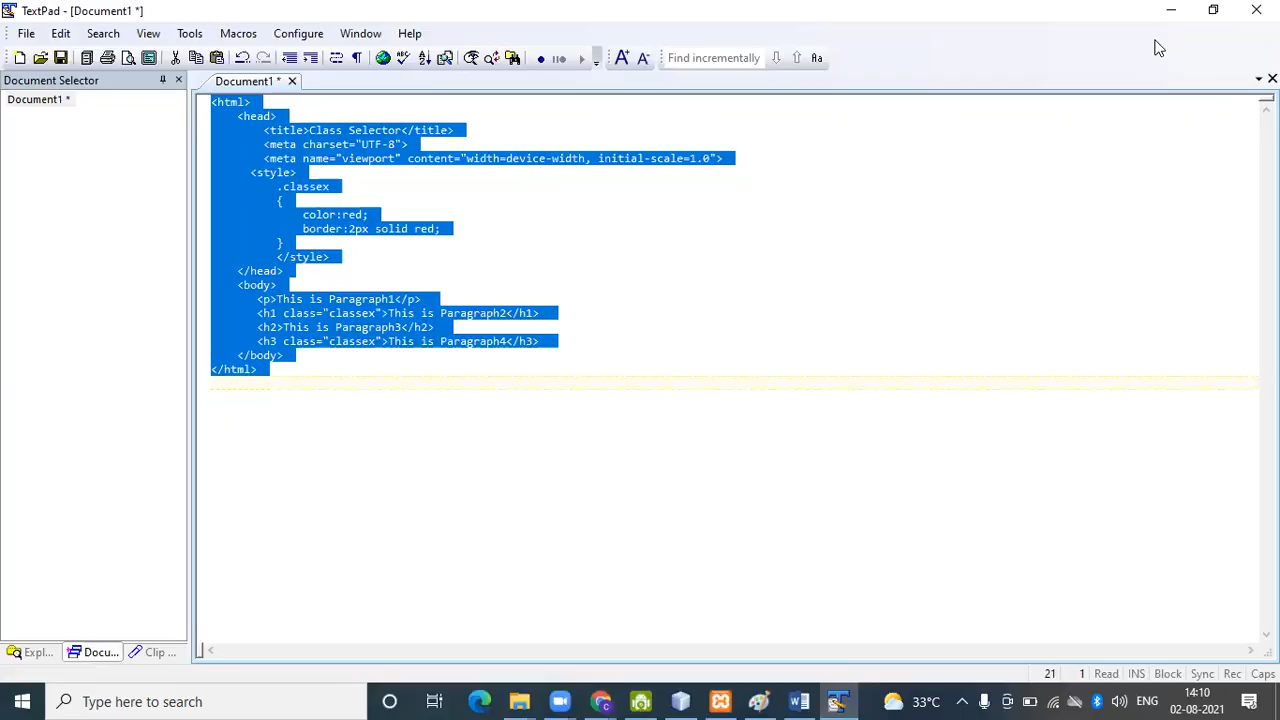 TextPad - [Document1 *]
File Edit Search View Tools Macros Configure Window Help
Find incrementally
Document Selector
Document1 *
Document1 *
<html>
<head>
<title>Class Selector</title>
<meta charset="UTF-8">
<meta name="viewport" content="width=device-width, initial-scale=1.0">
<style>
.classex
{
color:red;
border:2px solid red;
}
</style>
</head>
<body>
<p>This is Paragraph1</p>
<h1 class="classex">This is Paragraph2</h1>
<h2>This is Paragraph3</h2>
<h3 class="classex">This is Paragraph4</h3>
</body>
</html>
Expl... Docu... Clip ...
21 1 Read INS Block Sync Rec Caps
Type here to search
33°C ENG 14:10
02-08-2021